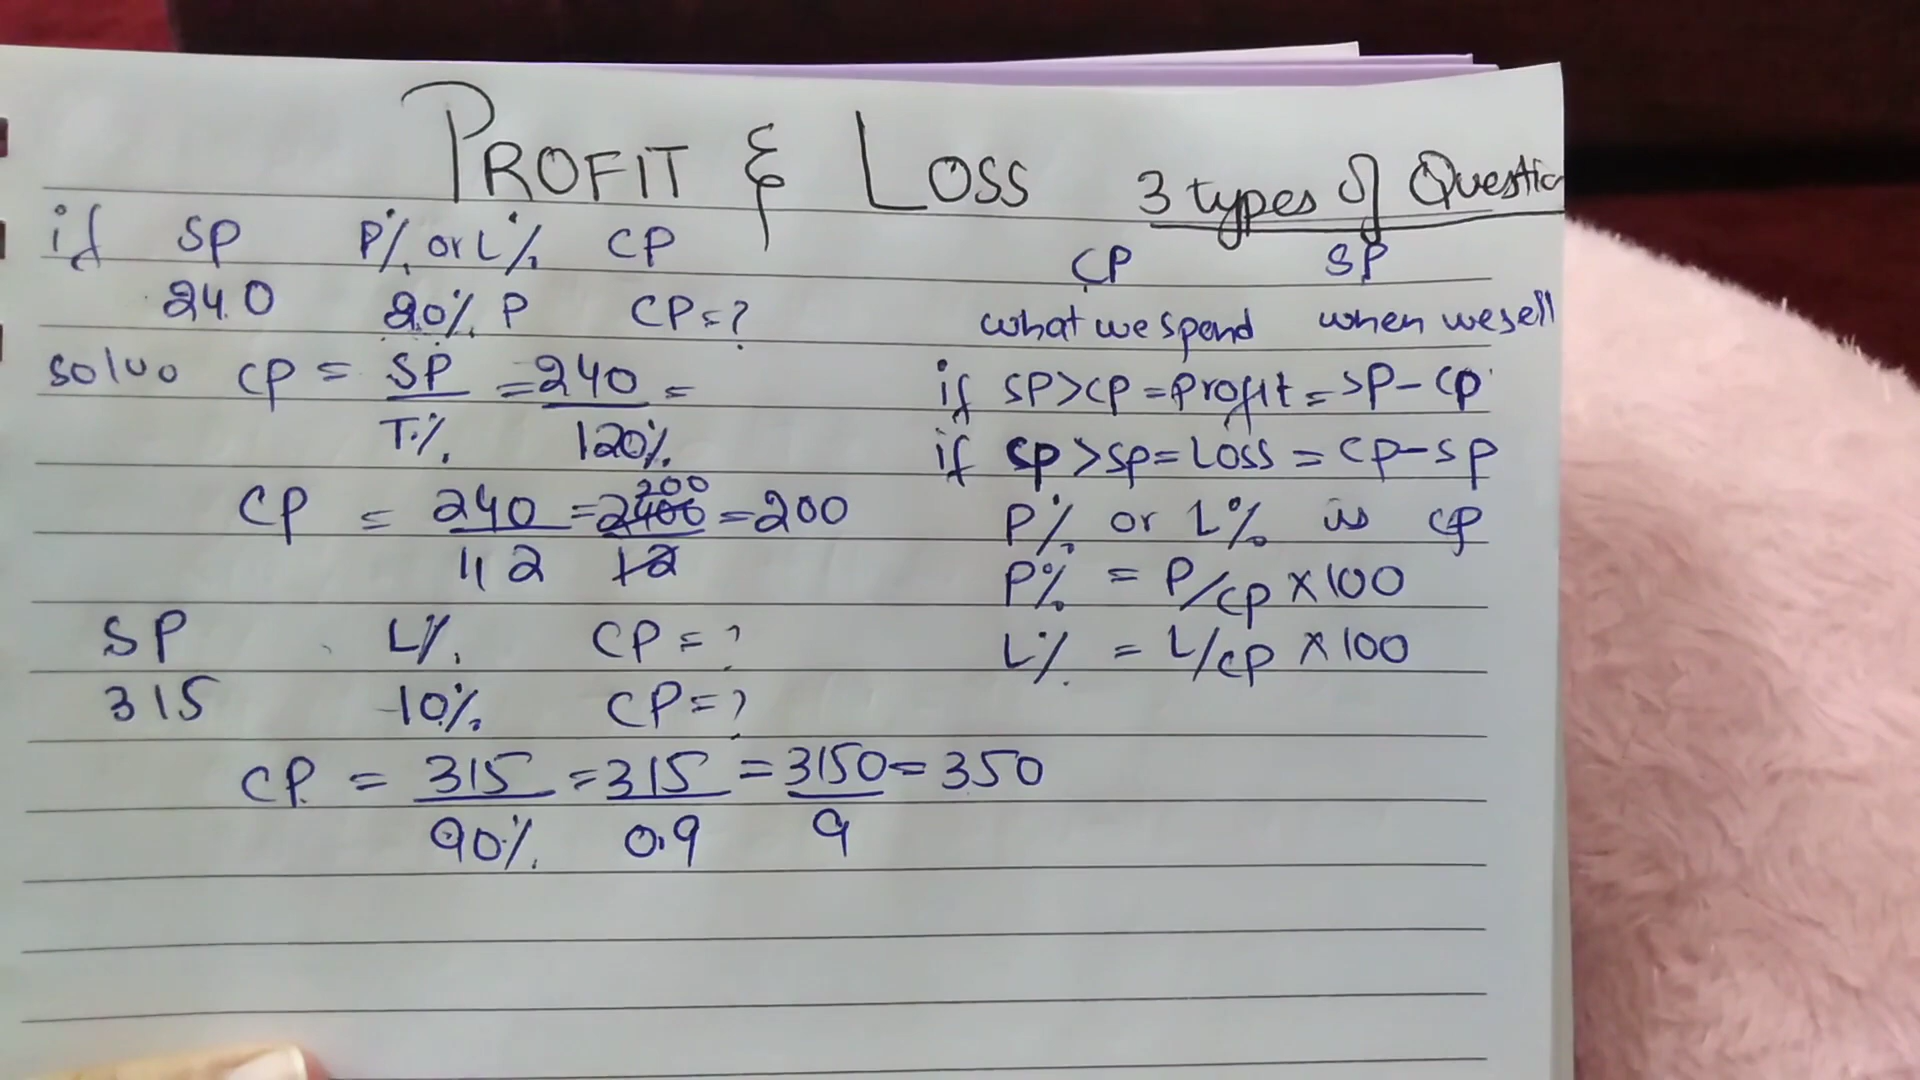 PROFIT & LOSS 3 types of Questio
if SP P% or L% CP
240 20% P CP=?
solve CP = SP/T% = 240/120% =
CP = 240/1.2 = 2400/12 200 = 200
SP L% CP = ?
315 10% CP = ?
CP = 315/90% = 315/0.9 = 3150/9 = 350
CP SP
what we spend when we sell
if SP>CP = Profit = SP-CP
if SP>SP = Loss = CP-SP
P% or L% is CP
P% = P/CP x 100
L% = L/CP x 100